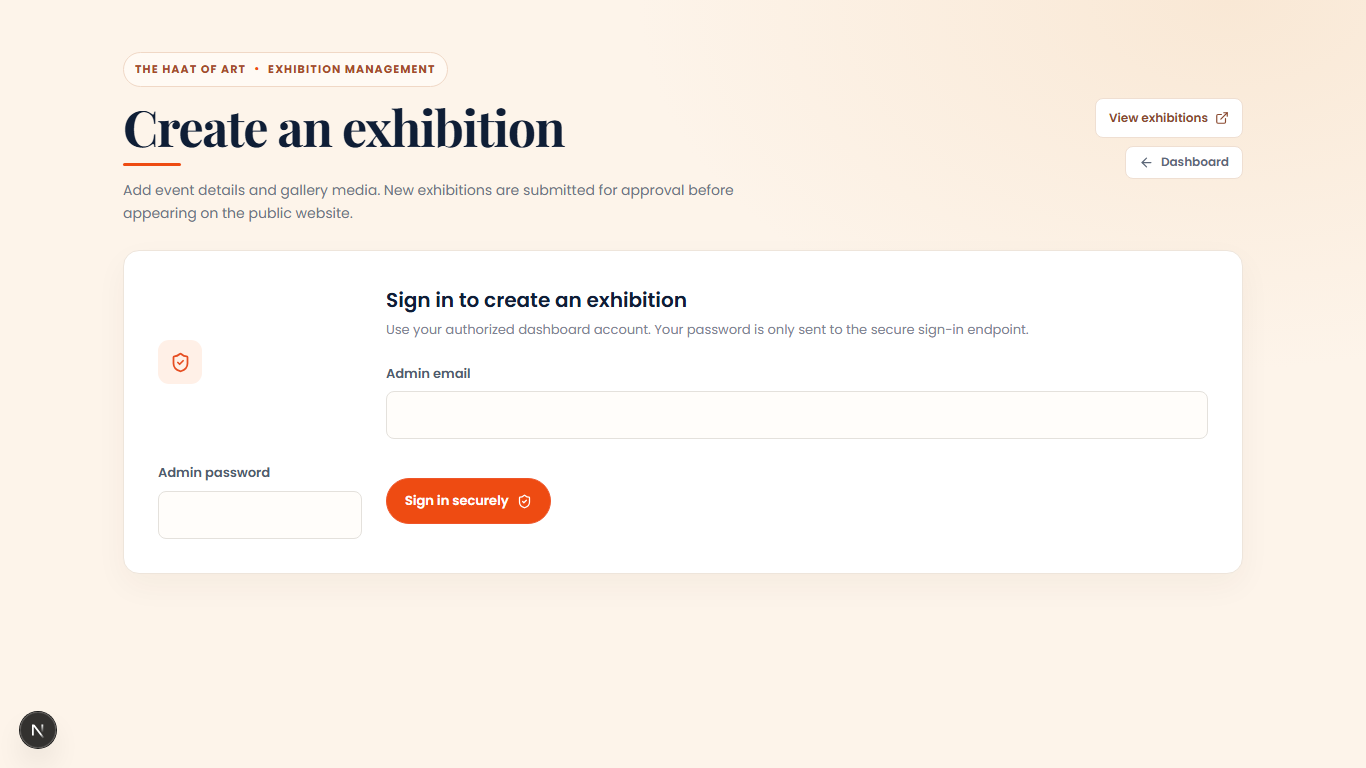 THE HAAT OF ART • EXHIBITION MANAGEMENT
Create an exhibition
View exhibitions
Dashboard
Add event details and gallery media. New exhibitions are submitted for approval before
appearing on the public website.
Sign in to create an exhibition
Use your authorized dashboard account. Your password is only sent to the secure sign-in endpoint.
Admin email
Admin password
Sign in securely
N